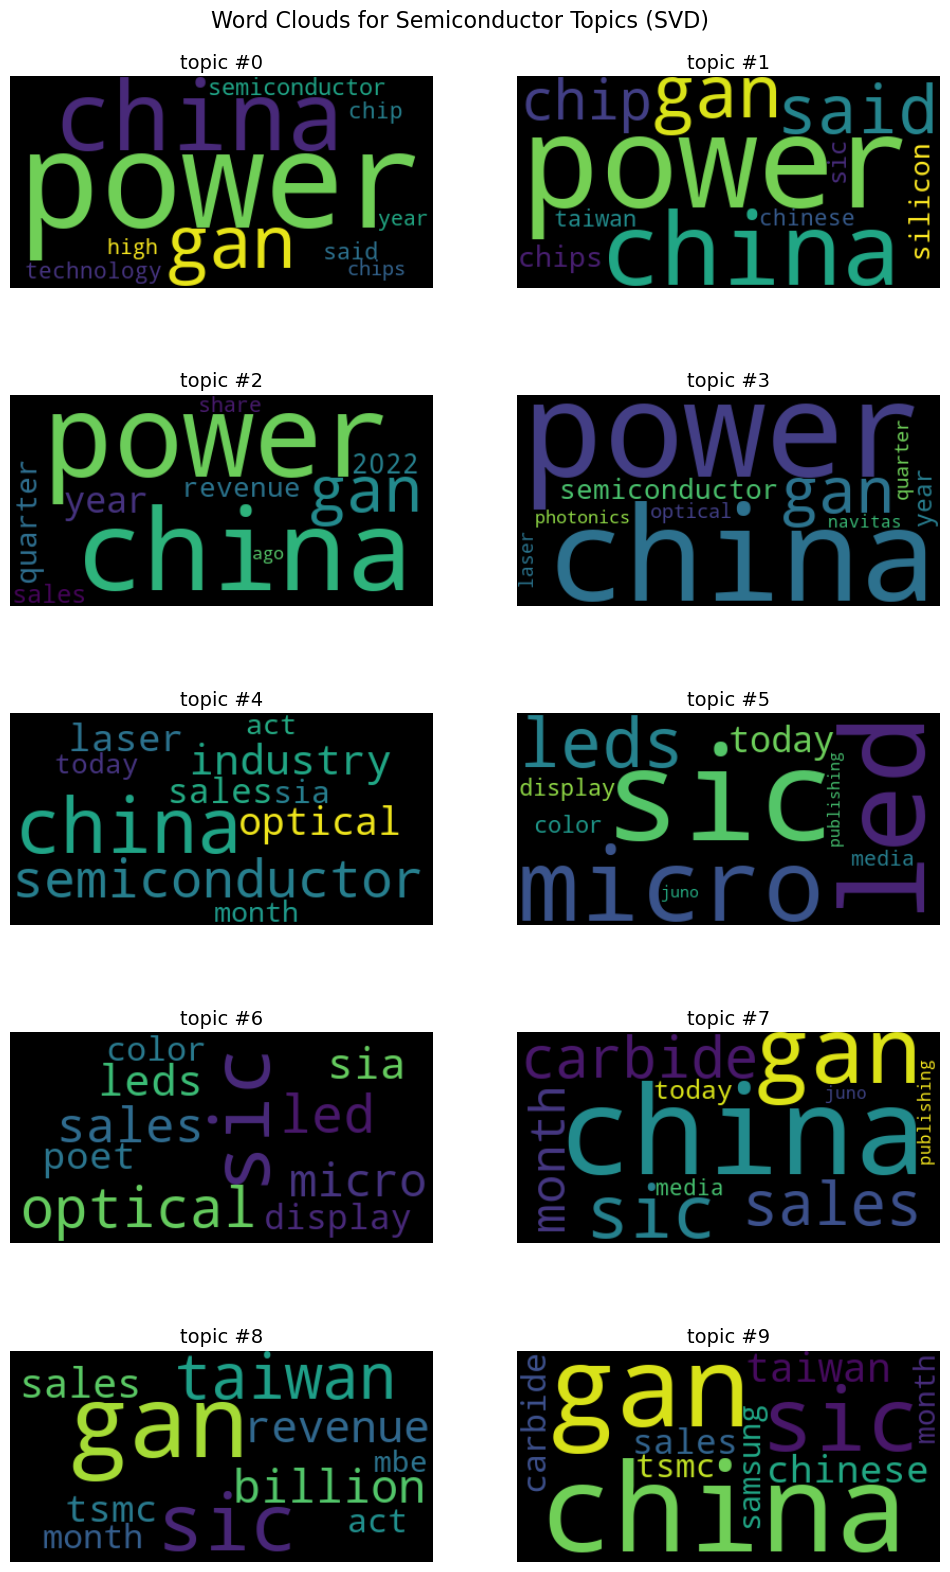 Word Clouds for Semiconductor Topics (SVD)
topic #0
semiconductor
china
chip
power
year
high
gan
said
technology
chips
topic #1
chip
gan
said
power
sic
silicon
taiwan
chinese
china
chips
topic #2
share
power
2022
year
revenue
gan
quarter
china
ago
sales
topic #3
power
quarter
semiconductor
gan
year
photonics
optical
navitas
china
laser
topic #4
act
laser
industry
today
sales
sia
china
optical
semiconductor
month
topic #5
leds
today
led
sic
display
publishing
color
media
micro
juno
topic #6
color
sic
sia
leds
sales
led
poet
micro
optical
display
topic #7
carbide
gan
month
china
today
juno
publishing
media
sic
sales
topic #8
sales
taiwan
gan
revenue
mbe
billion
tsmc
sic
act
month
topic #9
carbide
gan
taiwan
month
sic
sales
samsung
tsmc
chinese
china